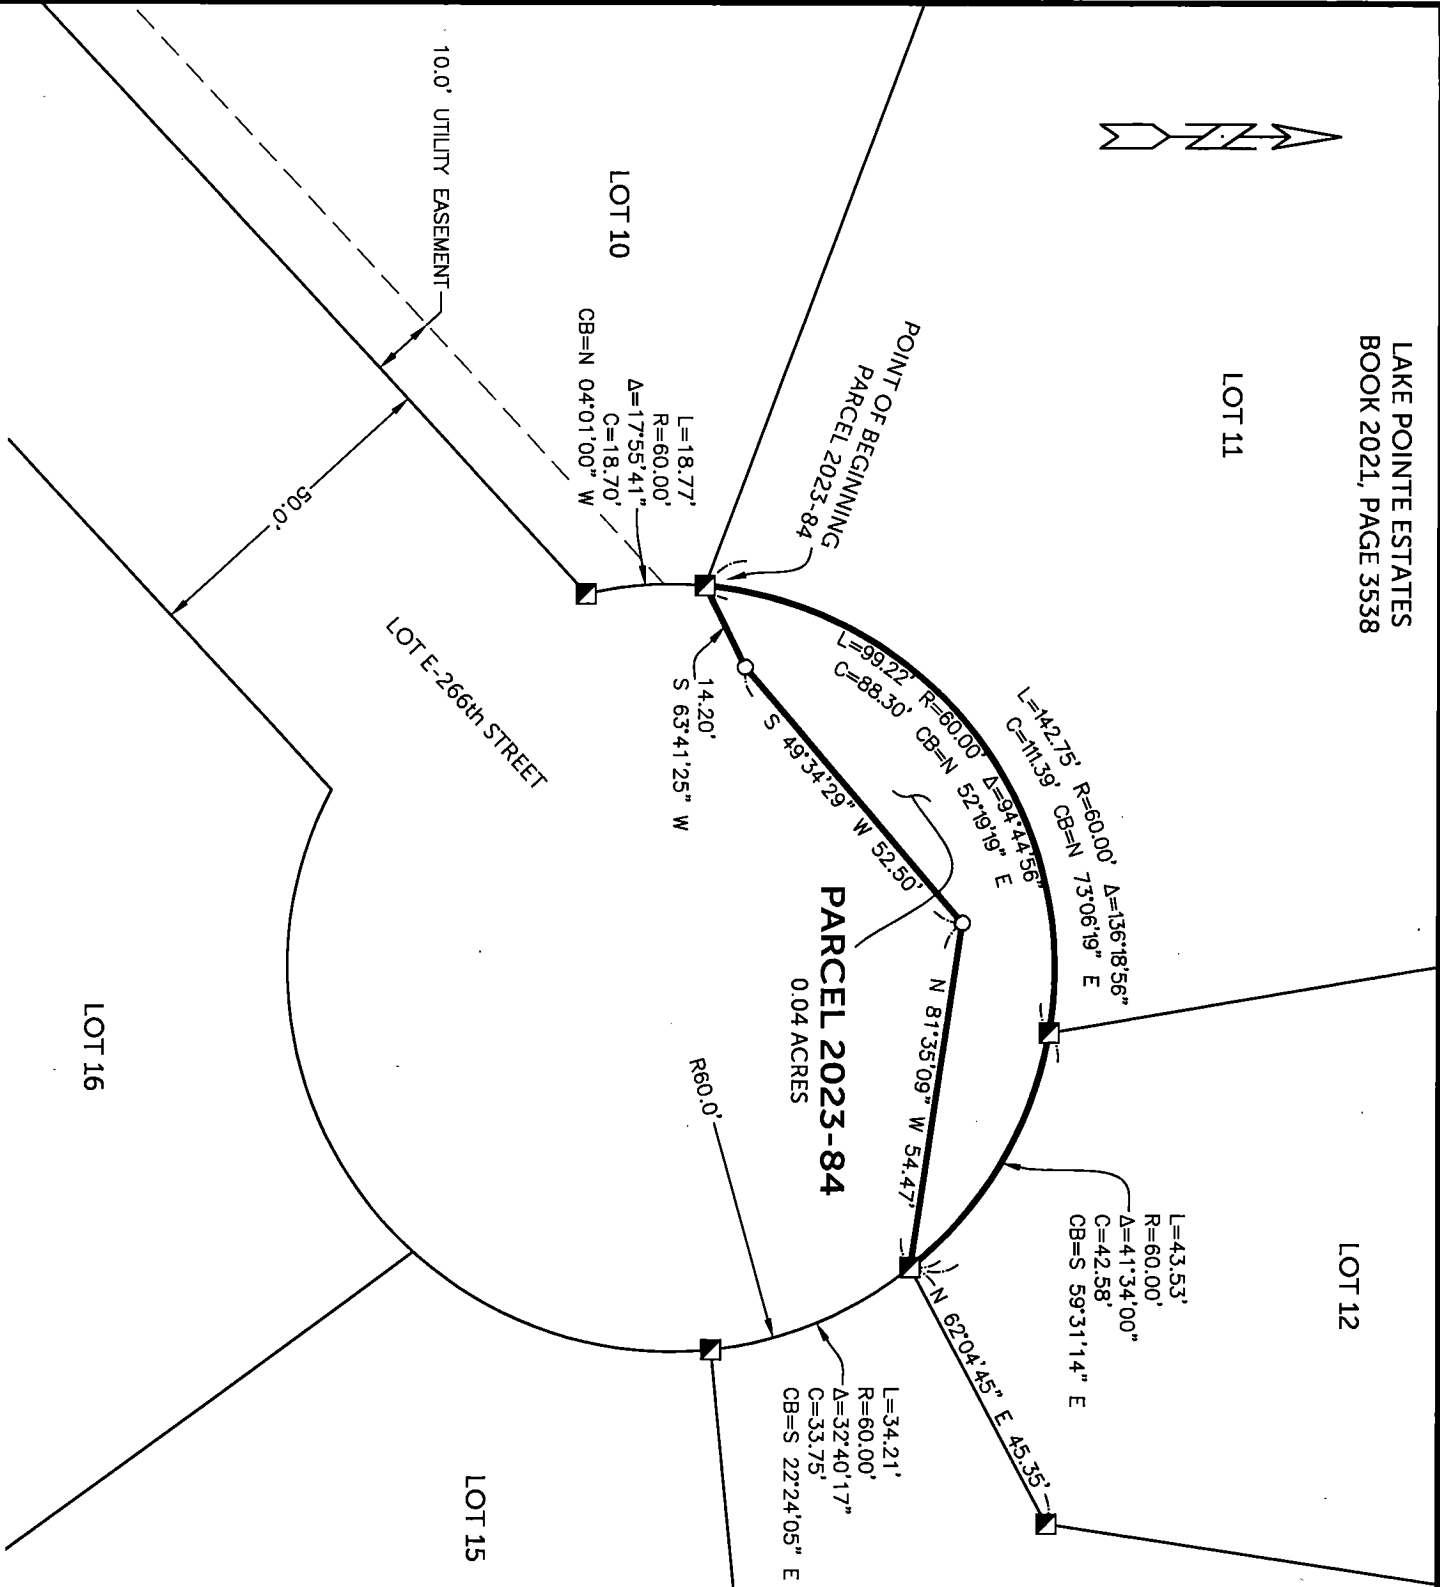 LAKE POINTE ESTATES
BOOK 2021, PAGE 3538
LOT 11
LOT 12
L=43.53'
R=60.00'
Δ=41°34'00"
C=42.58'
CB=S 59°31'14" E
L=142.75' R=60.00' Δ=136°18'56"
C=111.39' CB=N 73°06'19" E
L=99.22' R=60.00' Δ=94°44'56"
C=88.30' CB=N 52°19'19" E
N 62°04'45" E 45.35'
POINT OF BEGINNING
PARCEL 2023-84
N 81°35'09" W 54.47'
S 49°34'29" W 52.50'
PARCEL 2023-84
0.04 ACRES
L=34.21'
R=60.00'
Δ=32°40'17"
C=33.75'
CB=S 22°24'05" E
14.20'
S 63°41'25" W
R60.0'
L=18.77'
R=60.00'
Δ=17°55'41"
C=18.70'
CB=N 04°01'00" W
LOT 10
10.0' UTILITY EASEMENT
LOT E-266th STREET
50.0'
LOT 15
LOT 16